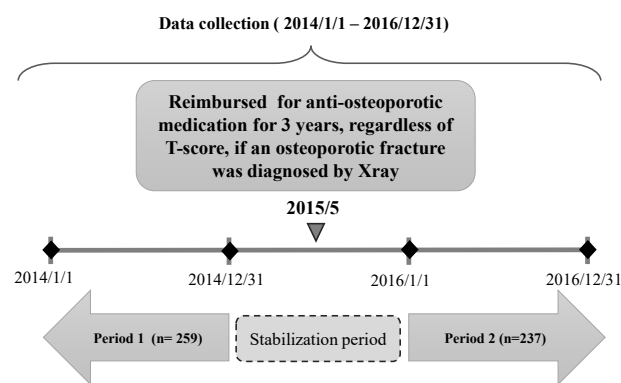 Data collection ( 2014/1/1 – 2016/12/31)
Reimbursed for anti-osteoporotic
medication for 3 years, regardless of
T-score, if an osteoporotic fracture
was diagnosed by Xray
2015/5
2014/1/1 2014/12/31 2016/1/1 2016/12/31
Period 1 (n= 259) Stabilization period Period 2 (n=237)